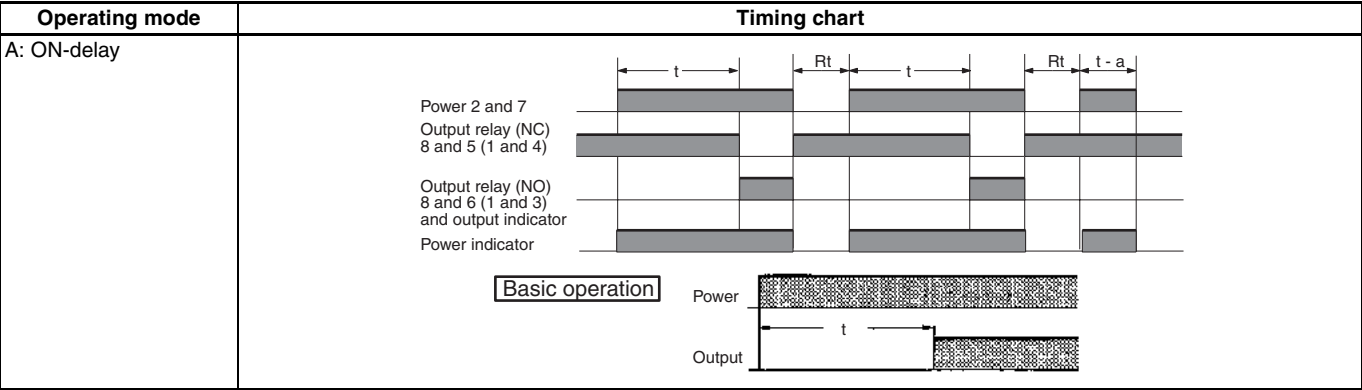 Operating mode
Timing chart
A: ON-delay
t
Rt
t
Rt
t - a
Power 2 and 7
Output relay (NC)
8 and 5 (1 and 4)
Output relay (NO)
8 and 6 (1 and 3)
and output indicator
Power indicator
Basic operation
Power
t
Output